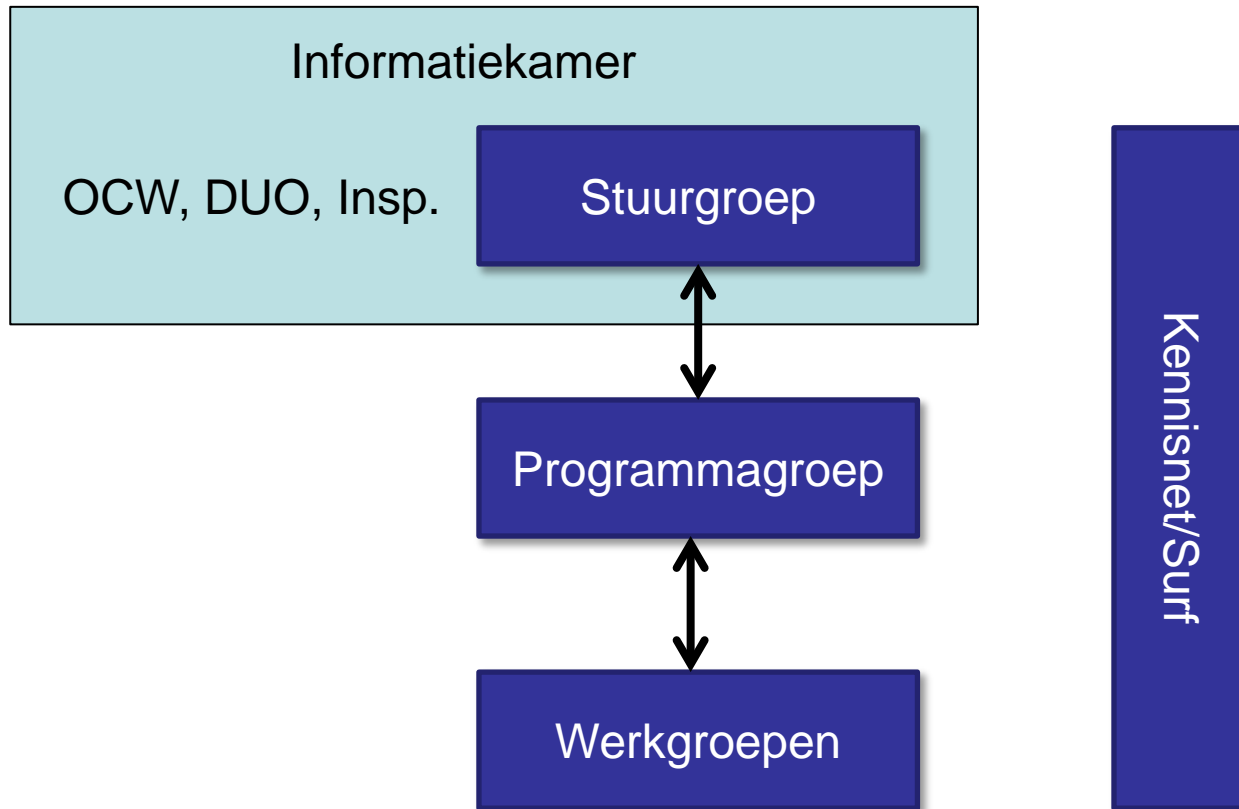 Informatiekamer
OCW, DUO, Insp.
Stuurgroep
Programmagroep
Werkgroepen
Kennisnet/Surf